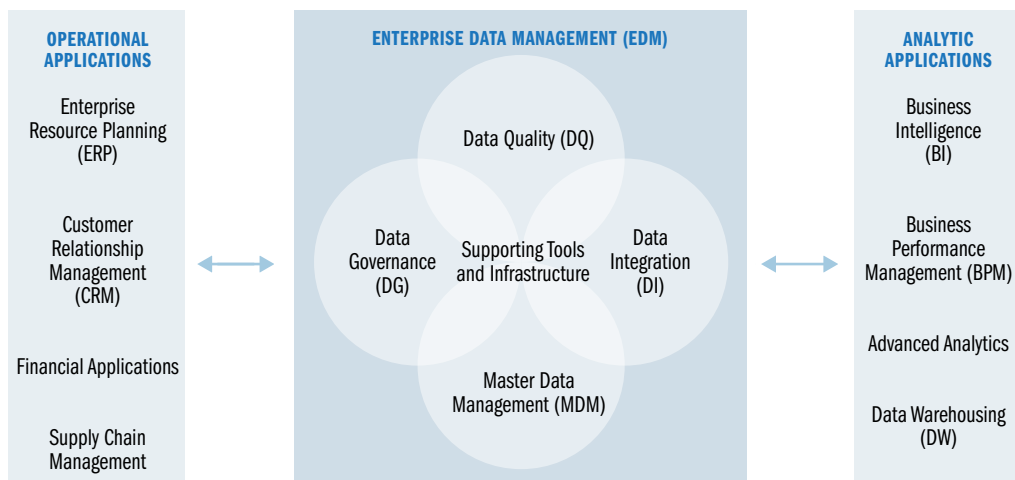 OPERATIONAL
APPLICATIONS
Enterprise
Resource Planning
(ERP)
Customer
Relationship
Management
(CRM)
Financial Applications
Supply Chain
Management
ENTERPRISE DATA MANAGEMENT (EDM)
Data Quality (DQ)
Data
Governance
(DG)
Supporting Tools
and Infrastructure
Data
Integration
(DI)
Master Data
Management (MDM)
ANALYTIC
APPLICATIONS
Business
Intelligence
(BI)
Business
Performance
Management (BPM)
Advanced Analytics
Data Warehousing
(DW)